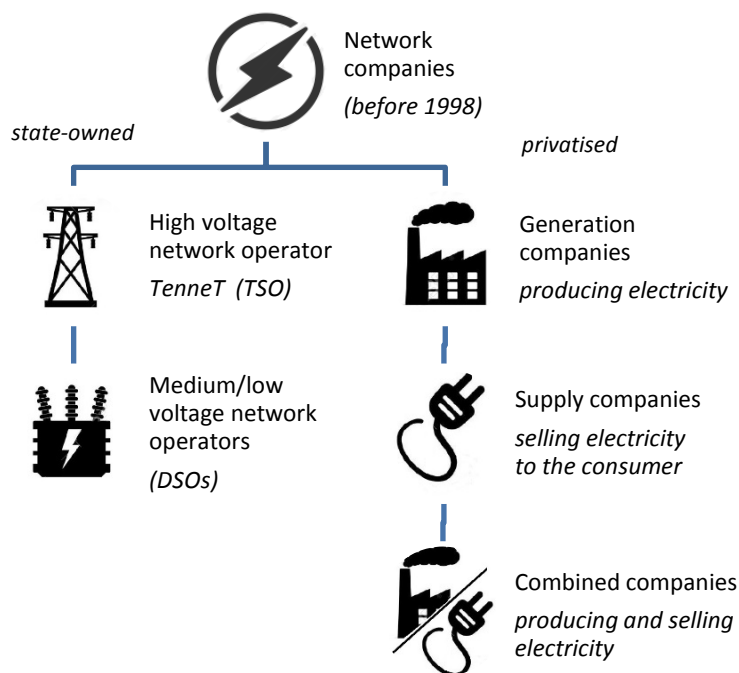 Network
companies
(before 1998)
state-owned
privatised
High voltage
network operator
TenneT (TSO)
Generation
companies
producing electricity
Medium/low
voltage network
operators
(DSOs)
Supply companies
selling electricity
to the consumer
Combined companies
producing and selling
electricity